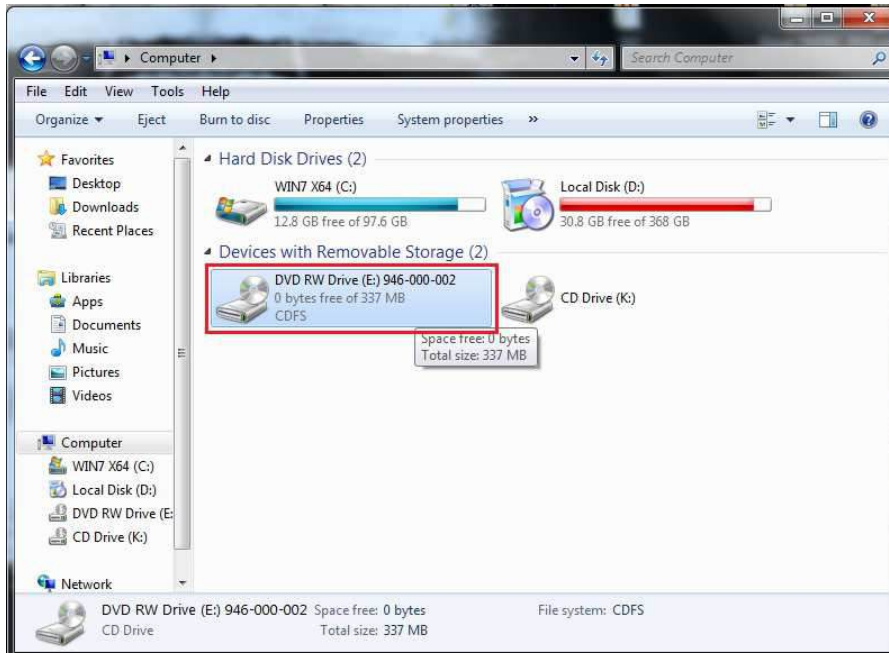 Computer
Search Computer
File Edit View Tools Help
Organize Eject Burn to disc Properties System properties »
Favorites
Desktop
Downloads
Recent Places
Libraries
Apps
Documents
Music
Pictures
Videos
Computer
WIN7 X64 (C:)
Local Disk (D:)
DVD RW Drive (E:
CD Drive (K:)
Network
Hard Disk Drives (2)
WIN7 X64 (C:)
12.8 GB free of 97.6 GB
Local Disk (D:)
30.8 GB free of 368 GB
Devices with Removable Storage (2)
DVD RW Drive (E:) 946-000-002
0 bytes free of 337 MB
CDFS
CD Drive (K:)
Space free: 0 bytes
Total size: 337 MB
DVD RW Drive (E:) 946-000-002 Space free: 0 bytes File system: CDFS
CD Drive Total size: 337 MB